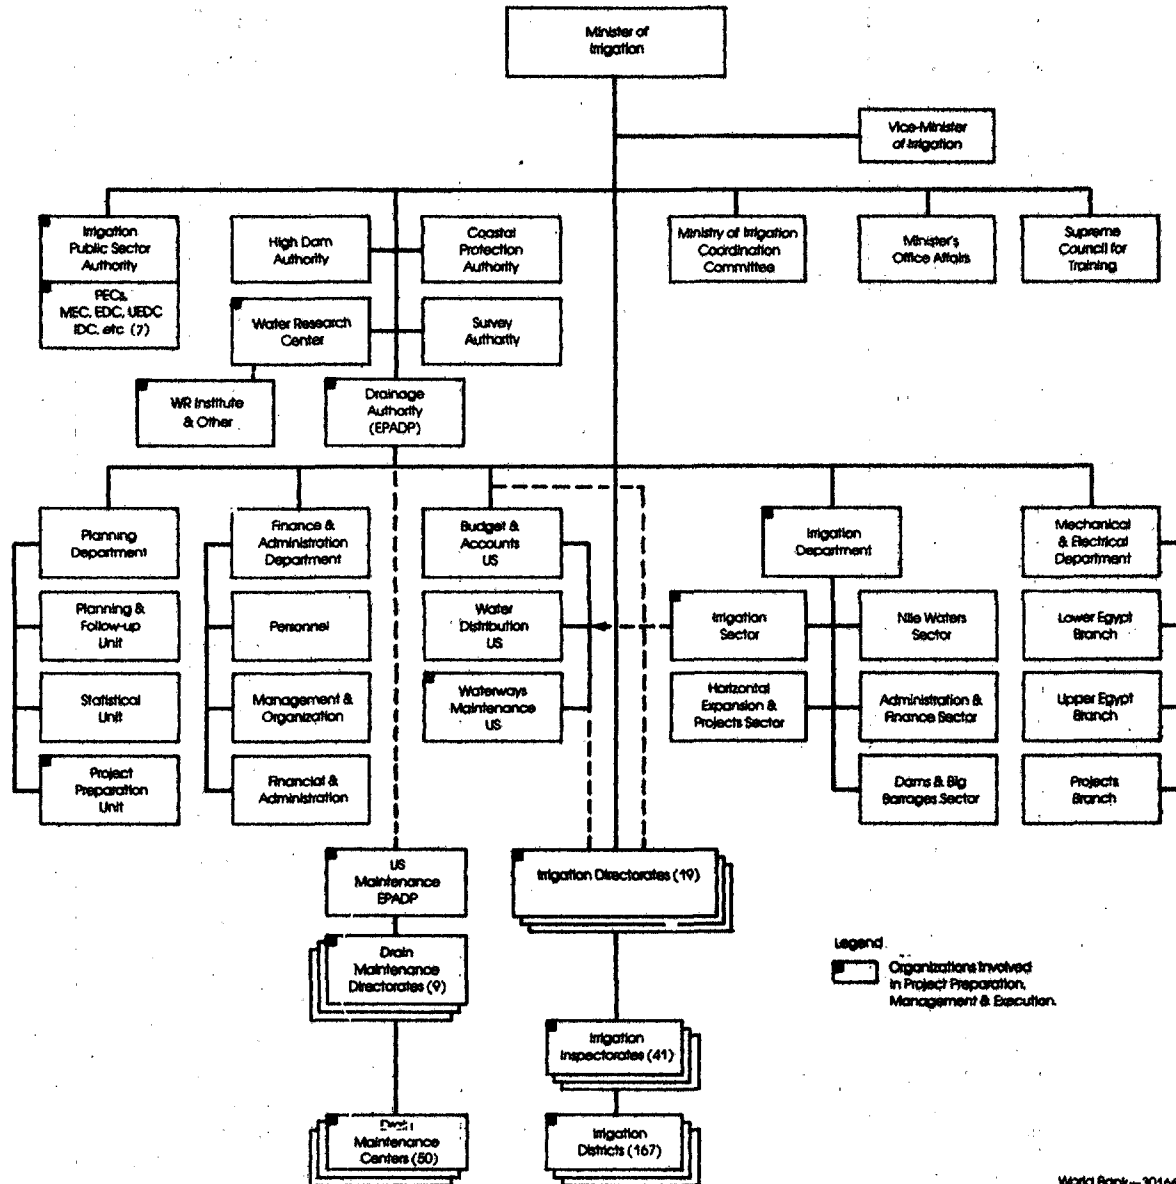 Minister of
Irrigation
Vice-Minister
of Irrigation
Irrigation
Public Sector
Authority
PECs,
MEC, EDC, UEDC
IDC, etc (7)
High Dam
Authority
Coastal
Protection
Authority
Ministry of Irrigation
Coordination
Committee
Minister's
Office Affairs
Supreme
Council for
Training
Water Research
Center
Survey
Authority
WR Institute
& Other
Drainage
Authority
(EPADP)
Planning
Department
Finance &
Administration
Department
Budget &
Accounts
US
Irrigation
Department
Mechanical
& Electrical
Department
Planning &
Follow-up
Unit
Personnel
Water
Distribution
US
Irrigation
Sector
Nile Waters
Sector
Lower Egypt
Branch
Statistical
Unit
Management &
Organization
Waterways
Maintenance
US
Horizontal
Expansion &
Projects Sector
Administration &
Finance Sector
Upper Egypt
Branch
Project
Preparation
Unit
Financial &
Administration
Dams & Big
Barrages Sector
Projects
Branch
US
Maintenance
EPADP
Irrigation Directorates (19)
Drain
Maintenance
Directorates (9)
Legend
Organizations Involved
in Project Preparation,
Management & Execution.
Irrigation
Inspectorates (41)
Drain
Maintenance
Centers (50)
Irrigation
Districts (167)
World Bank—3016